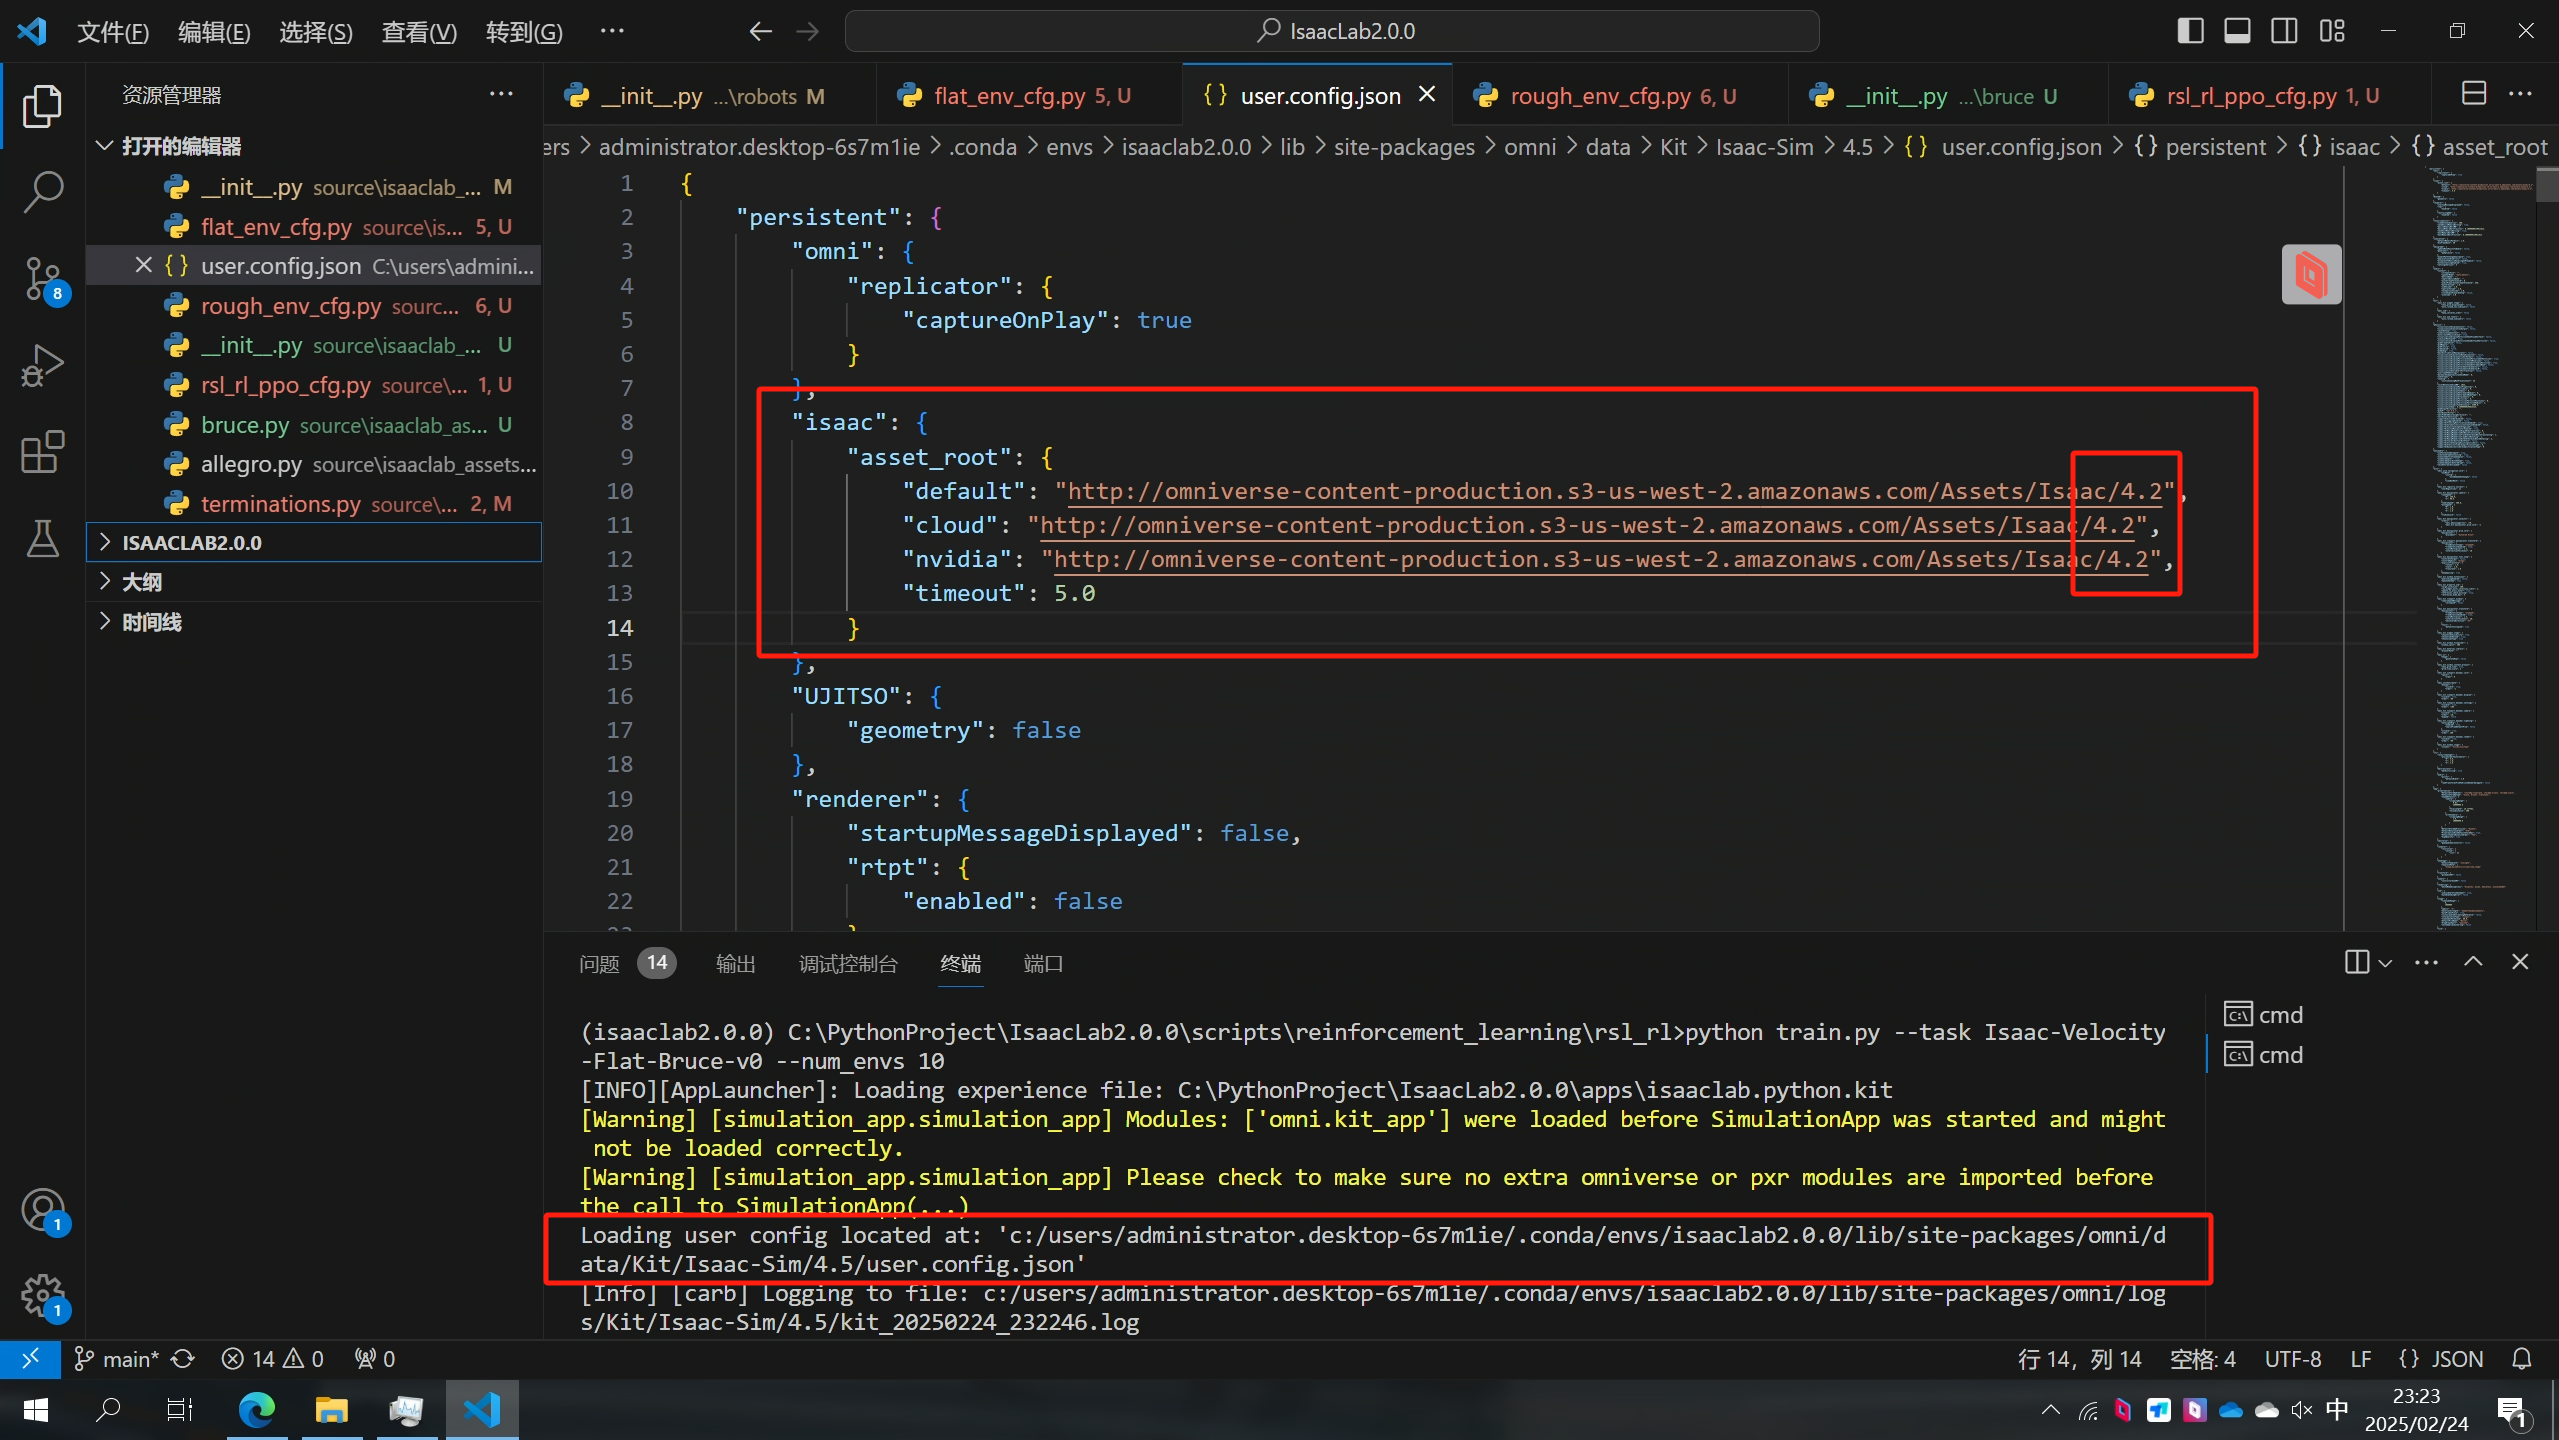 文件(F) 编辑(E) 选择(S) 查看(V) 转到(G) ··· IsaacLab2.0.0
资源管理器 ···
打开的编辑器
__init__.py source\isaaclab_... M
flat_env_cfg.py source\is... 5, U
user.config.json C:\users\admini...
rough_env_cfg.py sourc... 6, U
__init__.py source\isaaclab_... U
rsl_rl_ppo_cfg.py source\... 1, U
bruce.py source\isaaclab_as... U
allegro.py source\isaaclab_assets...
terminations.py source\... 2, M
ISAACLAB2.0.0
大纲
时间线
8
1
1
__init__.py ...\robots M flat_env_cfg.py 5, U {} user.config.json rough_env_cfg.py 6, U __init__.py ...\bruce U rsl_rl_ppo_cfg.py 1, U
ers > administrator.desktop-6s7m1ie > .conda > envs > isaaclab2.0.0 > lib > site-packages > omni > data > Kit > Isaac-Sim > 4.5 > {} user.config.json > {} persistent > {} isaac > {} asset_root
1 {
2 "persistent": {
3 "omni": {
4 "replicator": {
5 "captureOnPlay": true
6 }
7 },
8 "isaac": {
9 "asset_root": {
10 "default": "http://omniverse-content-production.s3-us-west-2.amazonaws.com/Assets/Isaac/4.2",
11 "cloud": "http://omniverse-content-production.s3-us-west-2.amazonaws.com/Assets/Isaac/4.2",
12 "nvidia": "http://omniverse-content-production.s3-us-west-2.amazonaws.com/Assets/Isaac/4.2",
13 "timeout": 5.0
14 }
15 },
16 "UJITSO": {
17 "geometry": false
18 },
19 "renderer": {
20 "startupMessageDisplayed": false,
21 "rtpt": {
22 "enabled": false
23 }
问题 14 输出 调试控制台 终端 端口
(isaaclab2.0.0) C:\PythonProject\IsaacLab2.0.0\scripts\reinforcement_learning\rsl_rl>python train.py --task Isaac-Velocity
-Flat-Bruce-v0 --num_envs 10
[INFO][AppLauncher]: Loading experience file: C:\PythonProject\IsaacLab2.0.0\apps\isaaclab.python.kit
[Warning] [simulation_app.simulation_app] Modules: ['omni.kit_app'] were loaded before SimulationApp was started and might
not be loaded correctly.
[Warning] [simulation_app.simulation_app] Please check to make sure no extra omniverse or pxr modules are imported before
the call to SimulationApp(...)
Loading user config located at: 'c:/users/administrator.desktop-6s7m1ie/.conda/envs/isaaclab2.0.0/lib/site-packages/omni/d
ata/Kit/Isaac-Sim/4.5/user.config.json'
[Info] [carb] Logging to file: c:/users/administrator.desktop-6s7m1ie/.conda/envs/isaaclab2.0.0/lib/site-packages/omni/log
s/Kit/Isaac-Sim/4.5/kit_20250224_232246.log
cmd
cmd
main* 14 0 0 行 14，列 14 空格: 4 UTF-8 LF {} JSON
中 23:23
2025/02/24
1